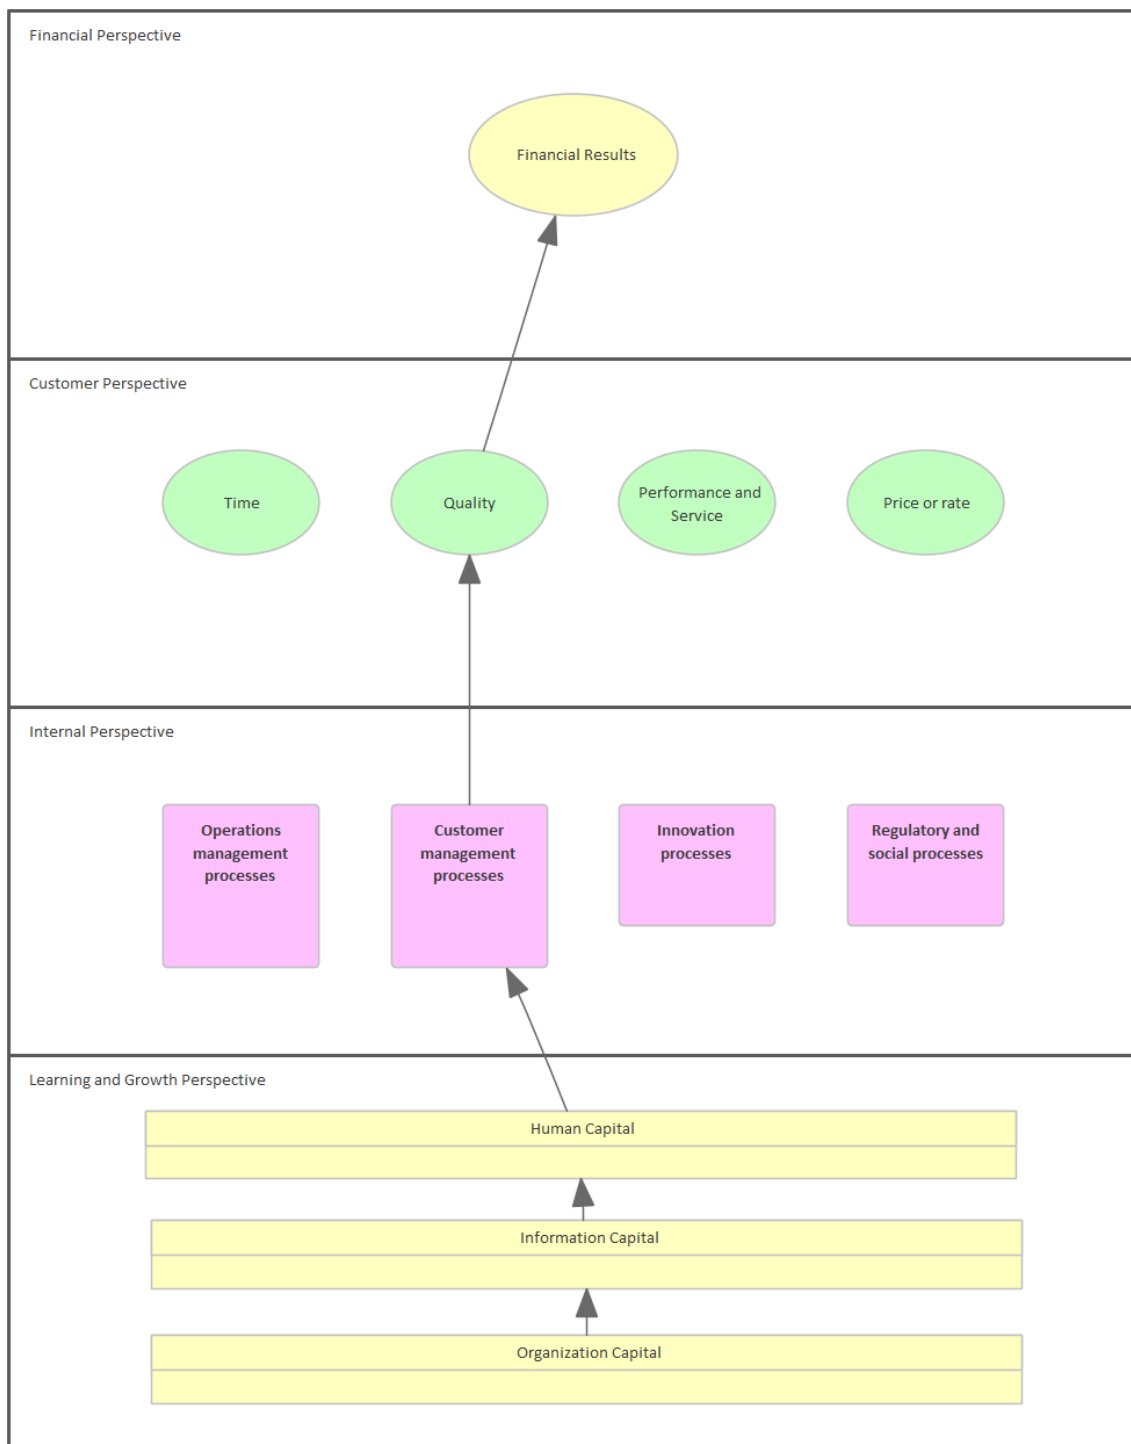 Financial Perspective
Financial Results
Customer Perspective
Time
Quality
Performance and
Service
Price or rate
Internal Perspective
Operations
management
processes
Customer
management
processes
Innovation
processes
Regulatory and
social processes
Learning and Growth Perspective
Human Capital
Information Capital
Organization Capital